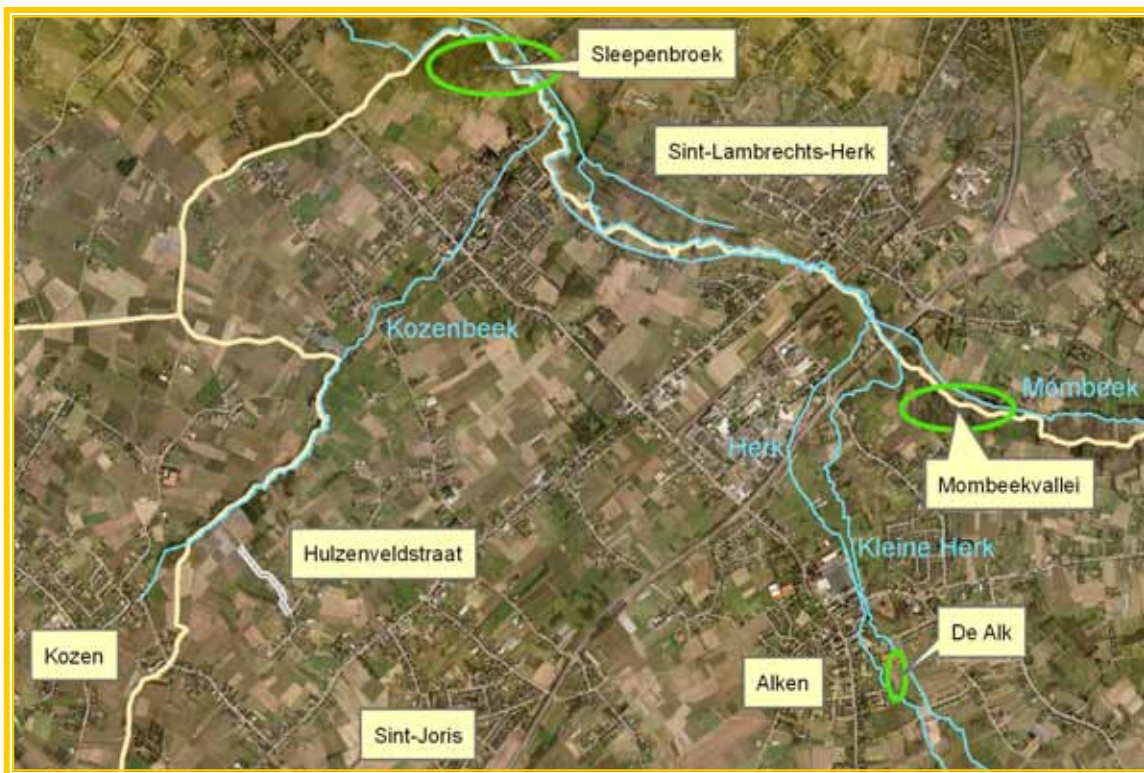 Sleepenbroek
Sint-Lambrechts-Herk
Kozenbeek
Mombeek
Herk
Mombeekvallei
Hulzenveldstraat
Kleine Herk
De Alk
Kozen
Alken
Sint-Joris